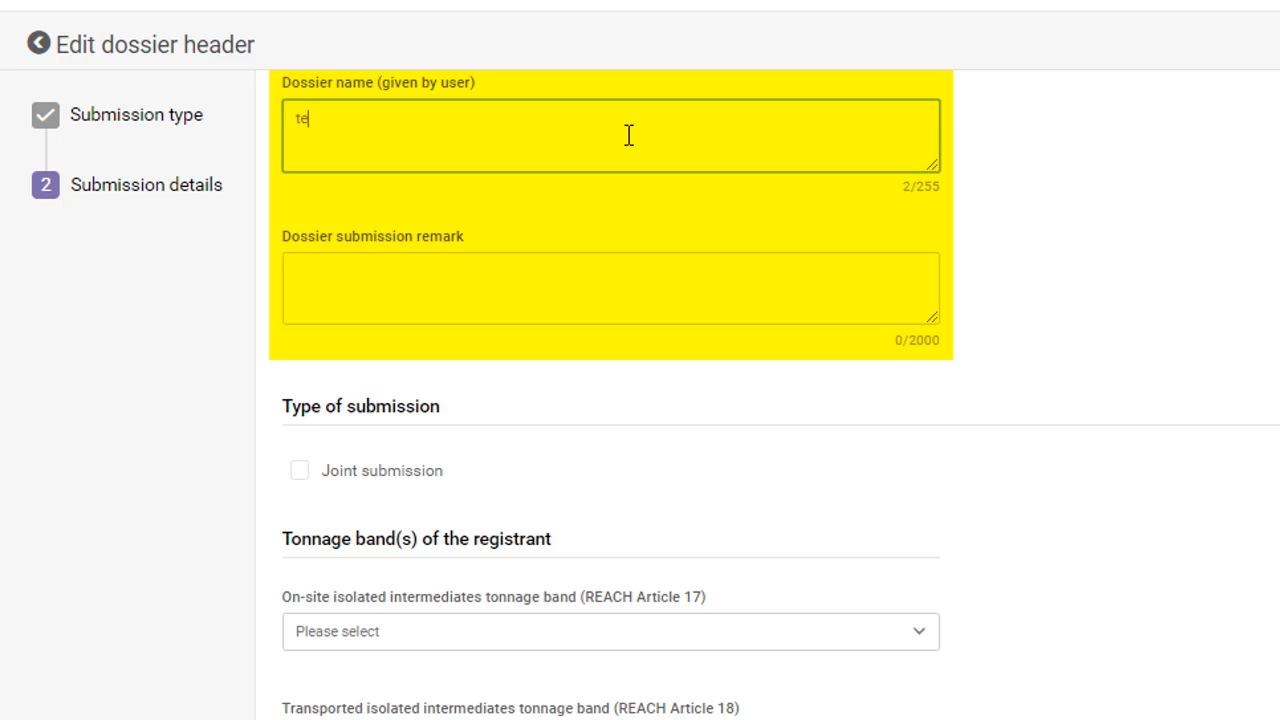 Edit dossier header
Submission type
2 Submission details
Dossier name (given by user)
te
2/255
Dossier submission remark
0/2000
Type of submission
Joint submission
Tonnage band(s) of the registrant
On-site isolated intermediates tonnage band (REACH Article 17)
Please select
Transported isolated intermediates tonnage band (REACH Article 18)